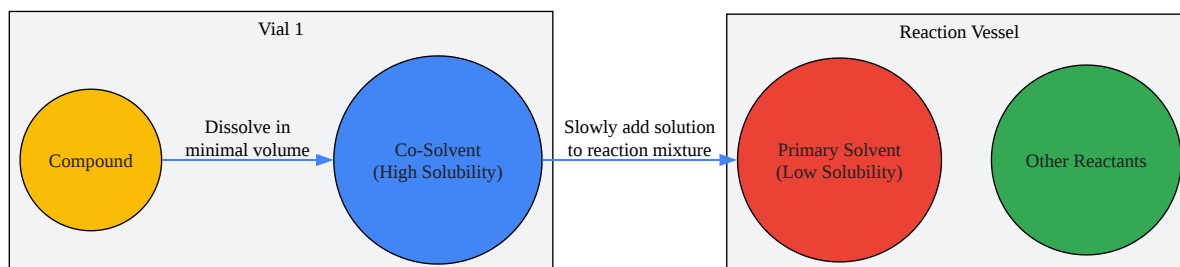 Vial 1
Compound
Dissolve in
minimal volume
Co-Solvent
(High Solubility)
Slowly add solution
to reaction mixture
Reaction Vessel
Primary Solvent
(Low Solubility)
Other Reactants